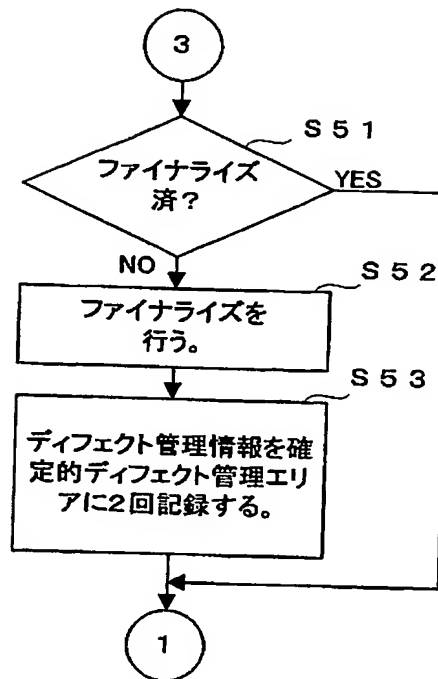 3
S51
ファイナライズ
済?
YES
NO
S52
ファイナライズを
行う。
S53
ディフェクト管理情報を確
定的ディフェクト管理エリ
アに2回記録する。
1